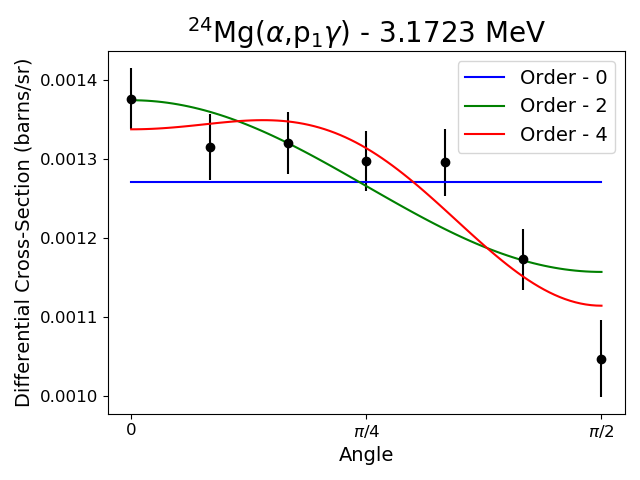 ²⁴Mg(α,p₁γ) - 3.1723 MeV
Differential Cross-Section (barns/sr)
0.0014
0.0013
0.0012
0.0011
0.0010
Order - 0
Order - 2
Order - 4
0
π/4
π/2
Angle